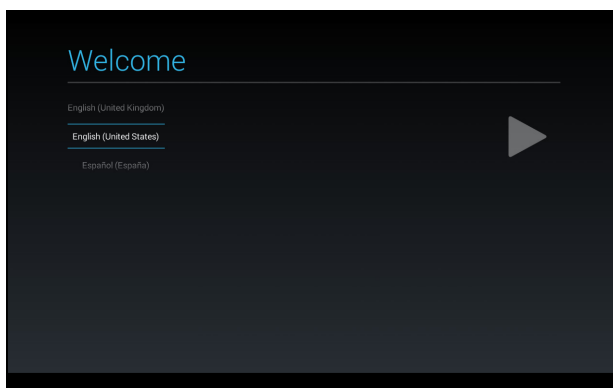 Welcome
English (United Kingdom)
English (United States)
Español (España)